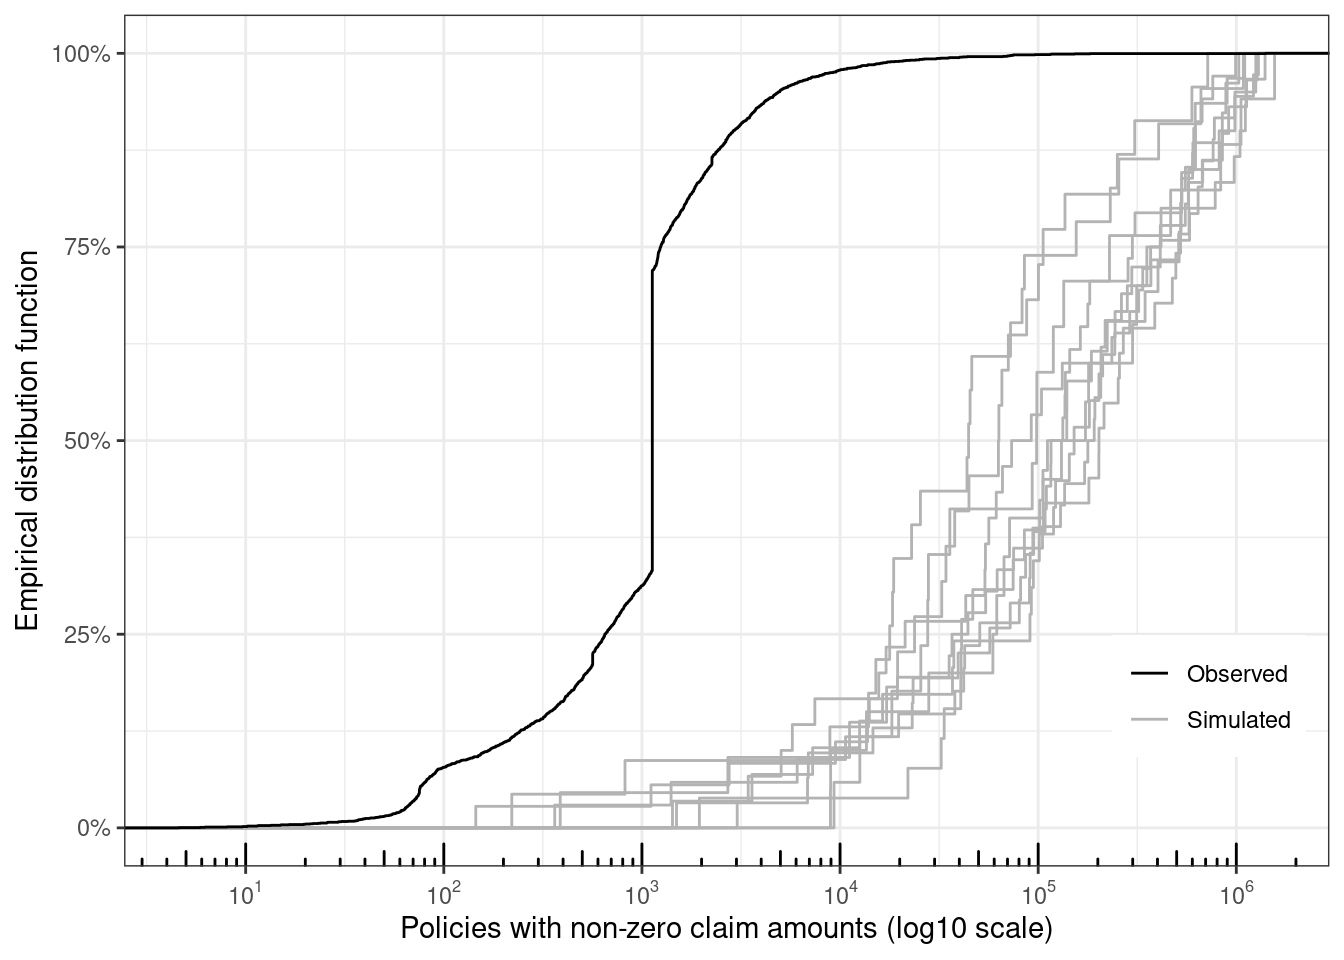 100%
75%
50%
25%
0%
Empirical distribution function
Observed
Simulated
10¹ 10² 10³ 10⁴ 10⁵ 10⁶
Policies with non-zero claim amounts (log10 scale)